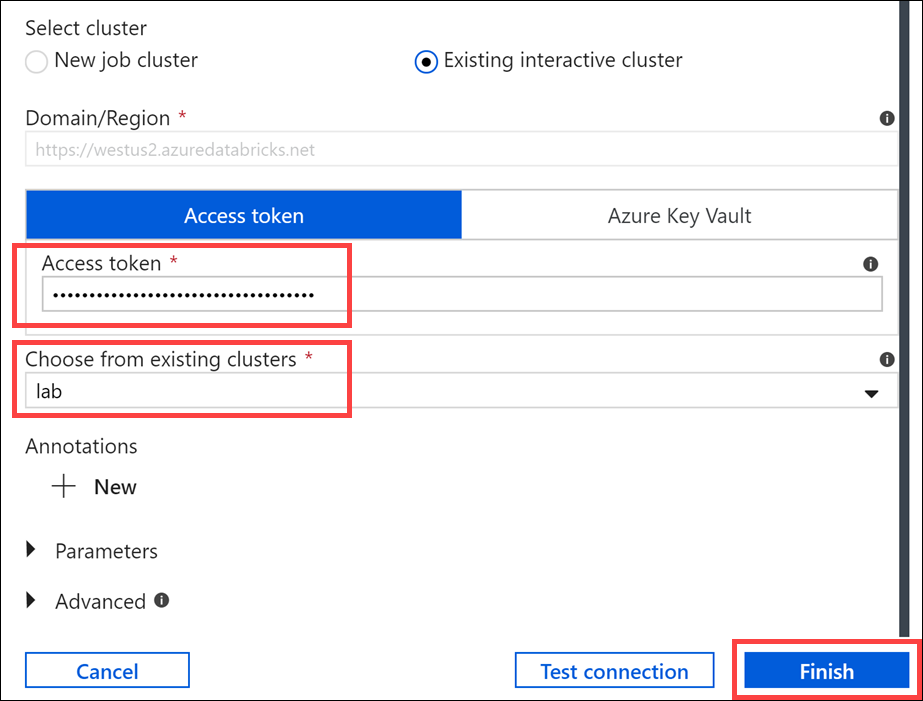 Select cluster
New job cluster
Existing interactive cluster
Domain/Region *
https://westus2.azuredatabricks.net
Access token
Azure Key Vault
Access token *
••••••••••••••••••••••••••••••••••••
Choose from existing clusters *
lab
Annotations
New
Parameters
Advanced
Cancel
Test connection
Finish